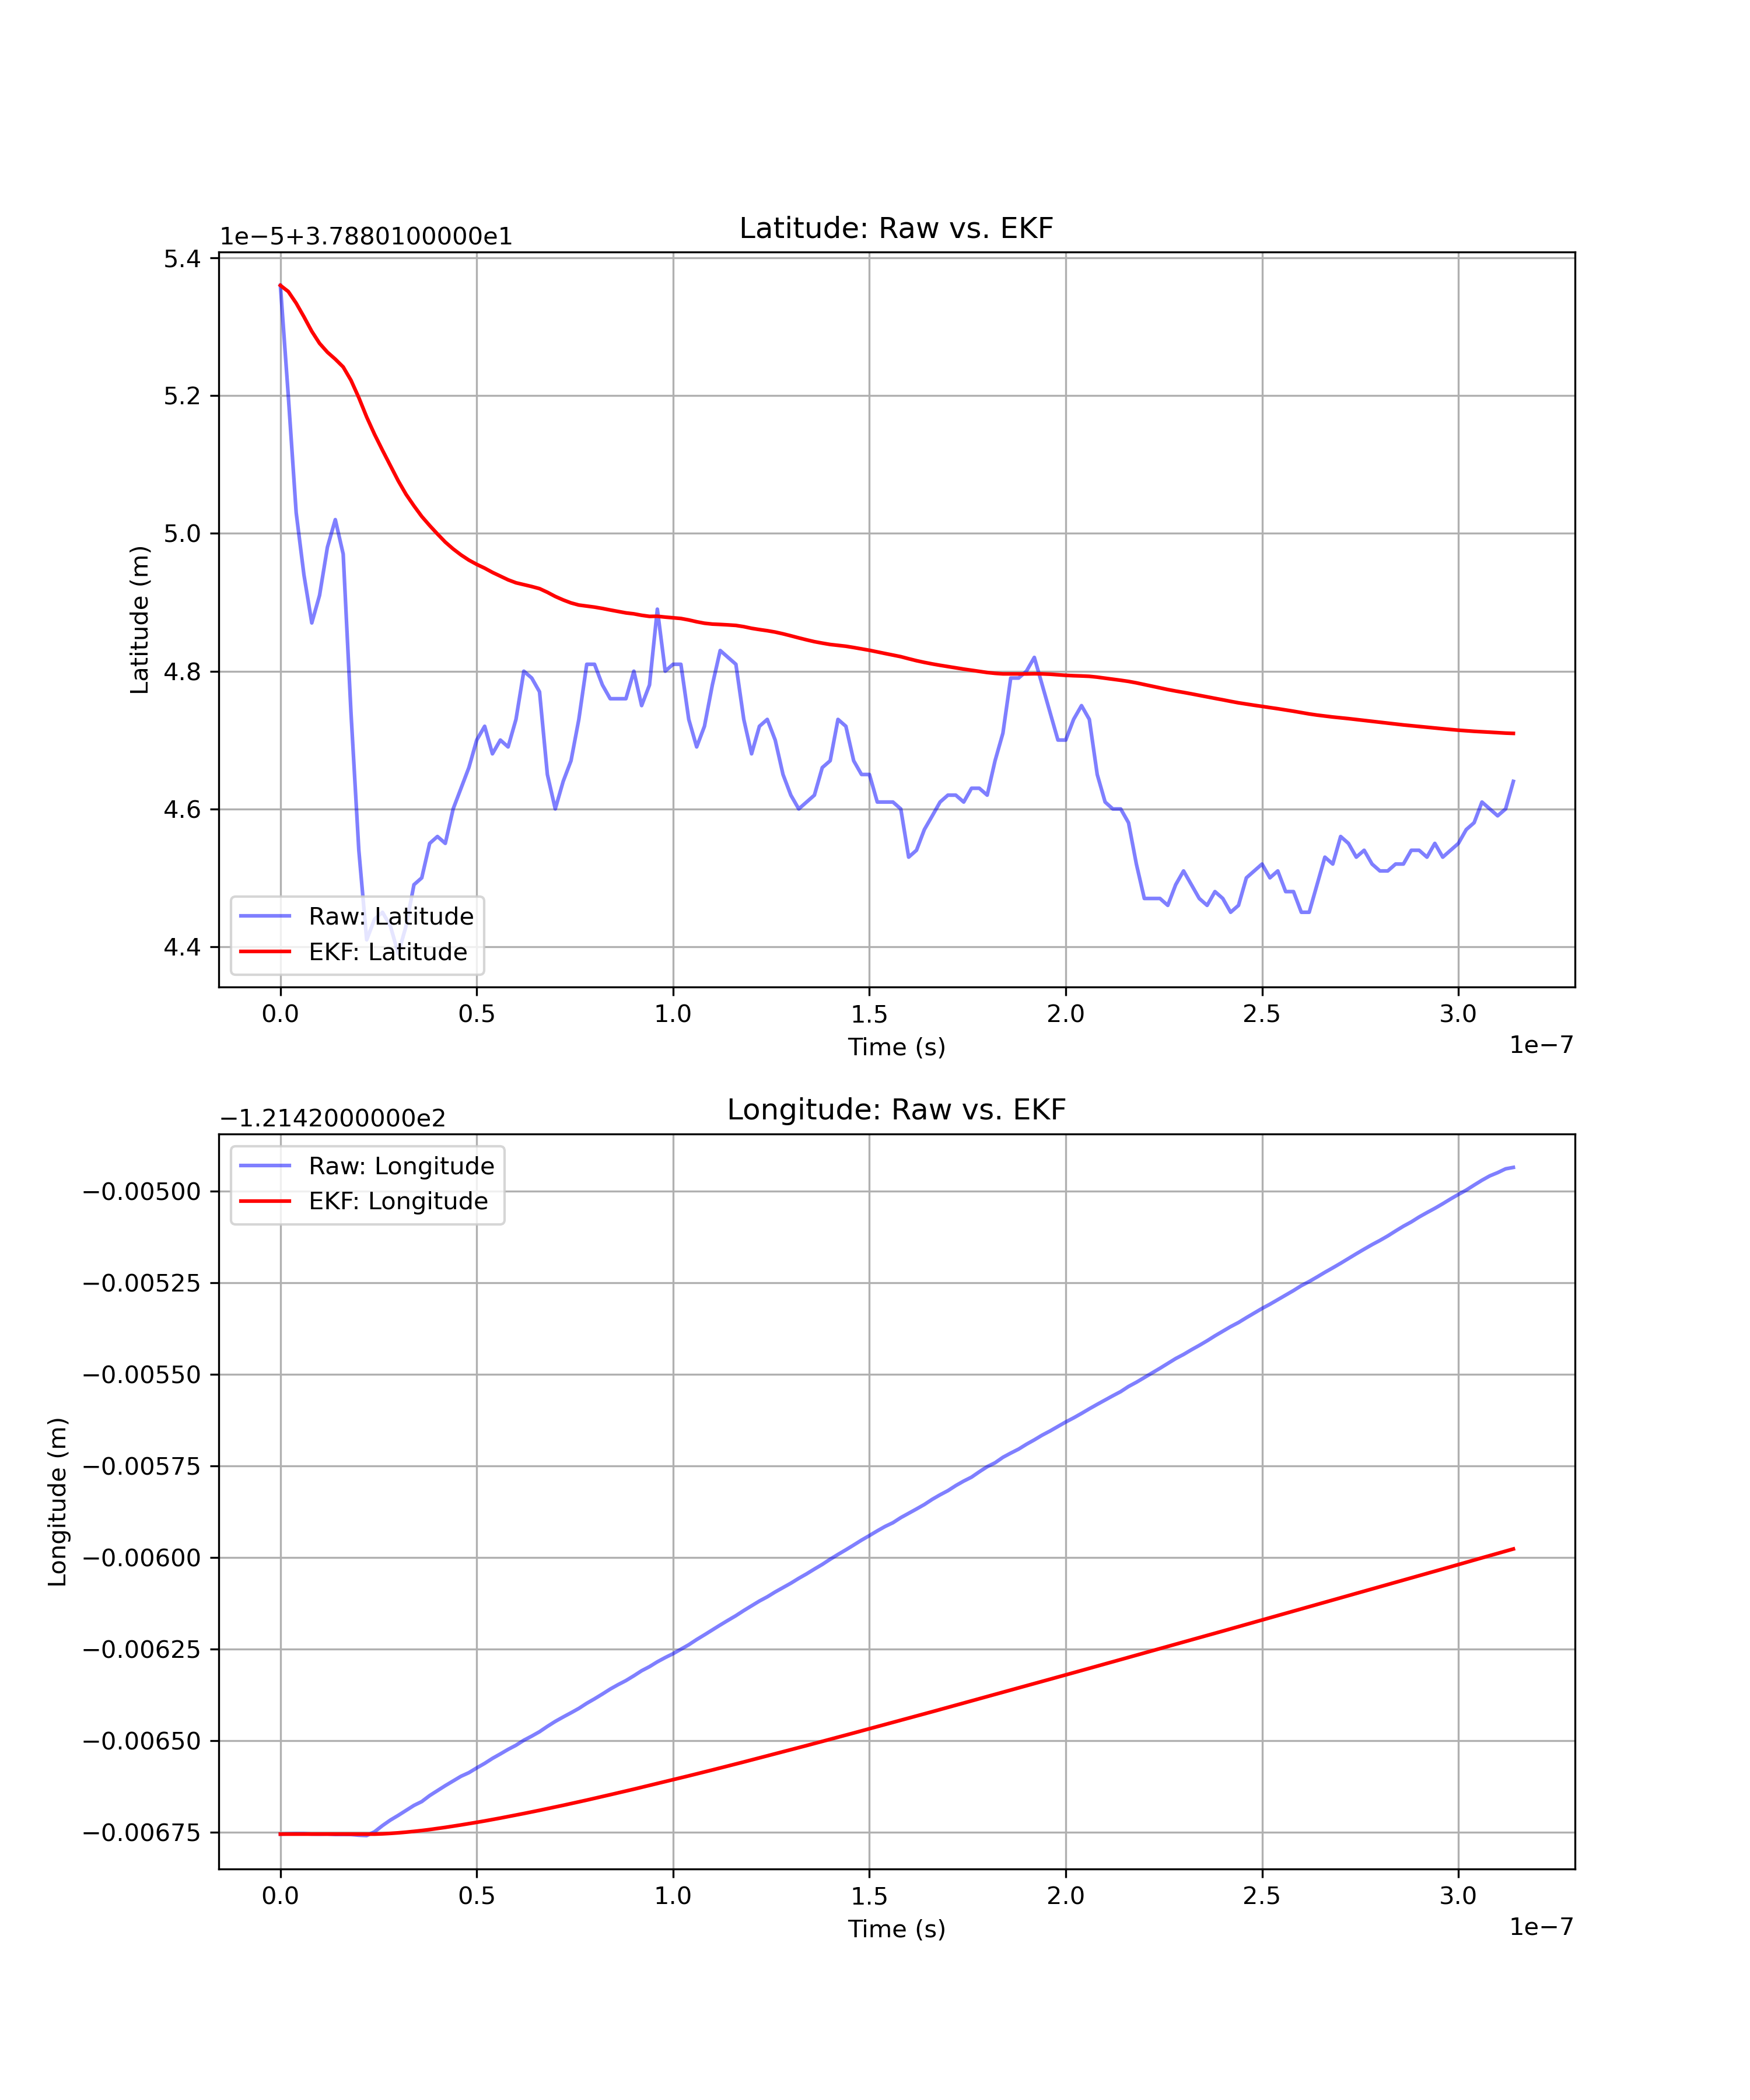 Latitude: Raw vs. EKF
1e−5+3.7880100000e1
5.4
5.2
5.0
4.8
4.6
4.4
Latitude (m)
Raw: Latitude
EKF: Latitude
0.0 0.5 1.0 1.5 2.0 2.5 3.0
Time (s)
1e−7
Longitude: Raw vs. EKF
−1.2142000000e2
Raw: Longitude
EKF: Longitude
−0.00500
−0.00525
−0.00550
−0.00575
−0.00600
−0.00625
−0.00650
−0.00675
Longitude (m)
0.0 0.5 1.0 1.5 2.0 2.5 3.0
Time (s)
1e−7